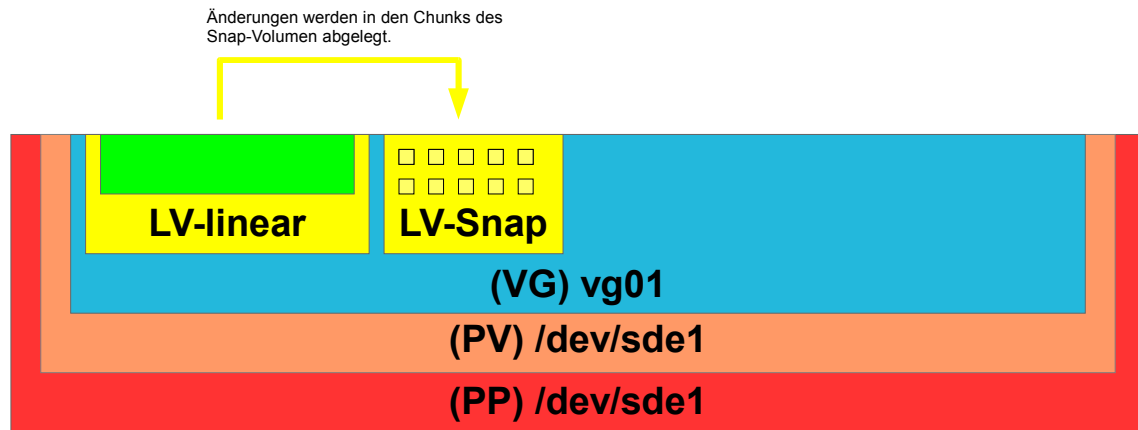 Änderungen werden in den Chunks des
Snap-Volumen abgelegt.
LV-linear
LV-Snap
(VG) vg01
(PV) /dev/sde1
(PP) /dev/sde1